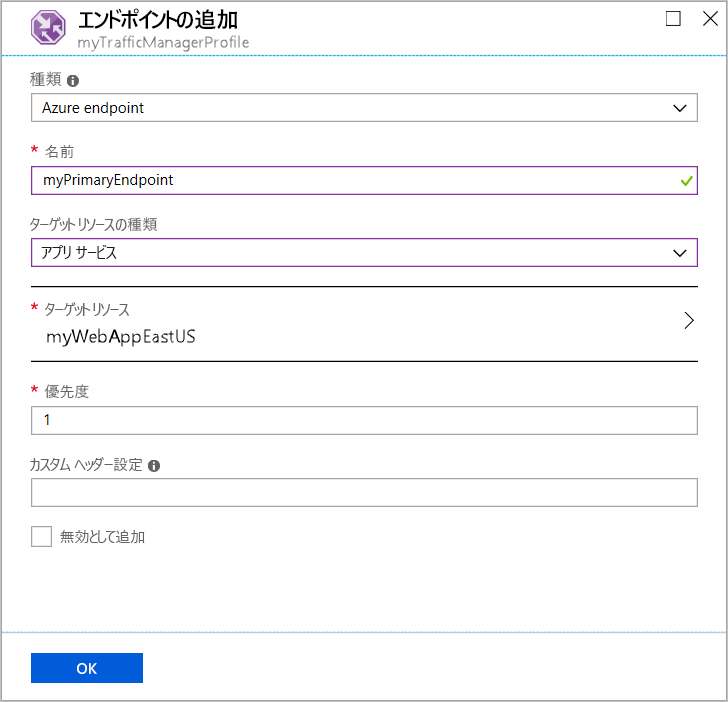 エンドポイントの追加
myTrafficManagerProfile
種類
Azure endpoint
* 名前
myPrimaryEndpoint
ターゲットリソースの種類
アプリ サービス
* ターゲットリソース
myWebAppEastUS
* 優先度
1
カスタム ヘッダー設定
無効として追加
OK